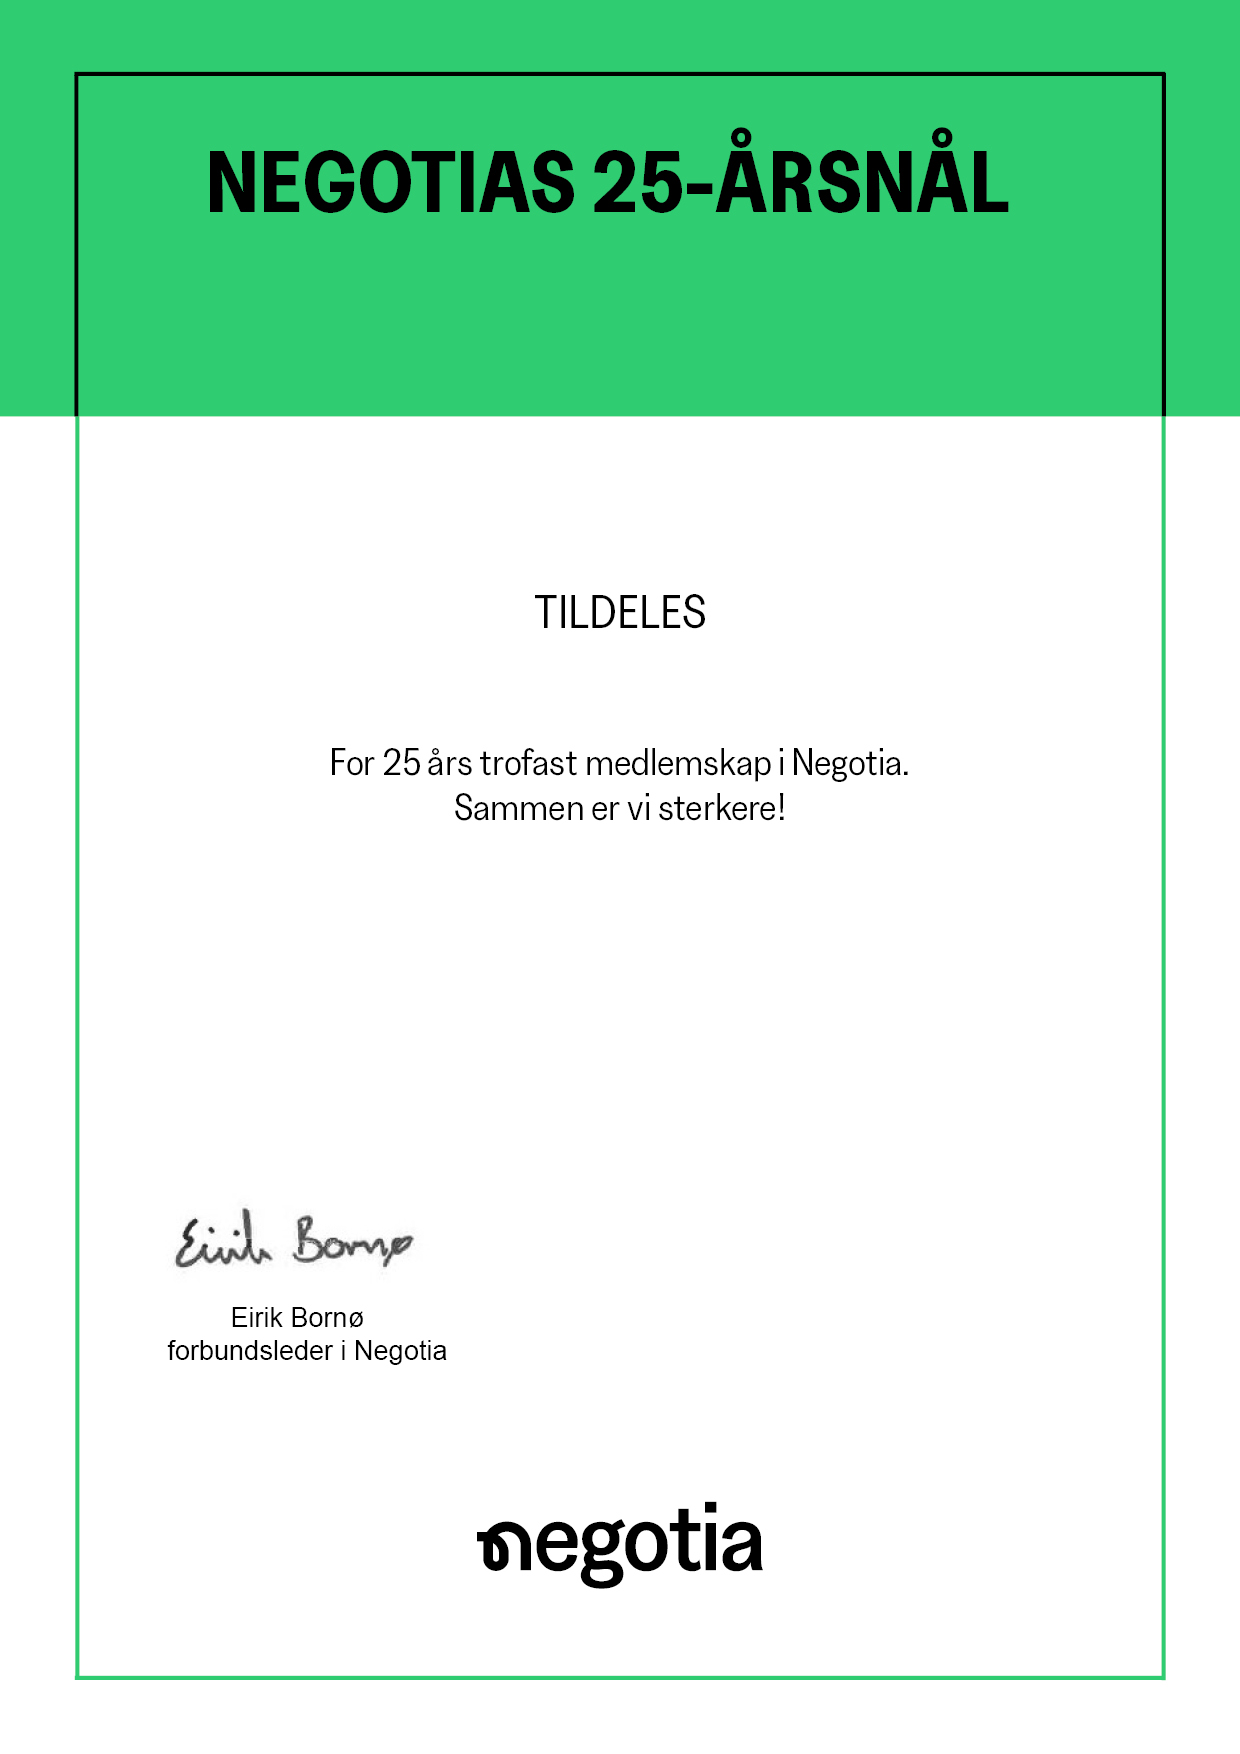 NEGOTIAS 25-ÅRSNÅL
TILDELES
For 25 års trofast medlemskap i Negotia.
Sammen er vi sterkere!
Eirik Bornø
Eirik Bornø
forbundsleder i Negotia
negotia